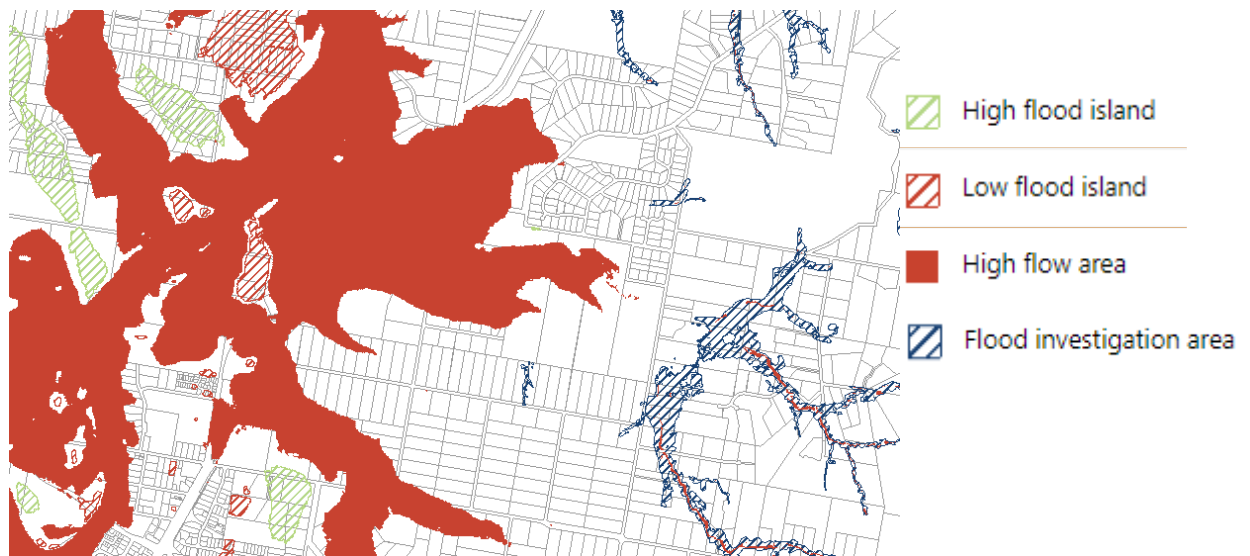 High flood island
Low flood island
High flow area
Flood investigation area